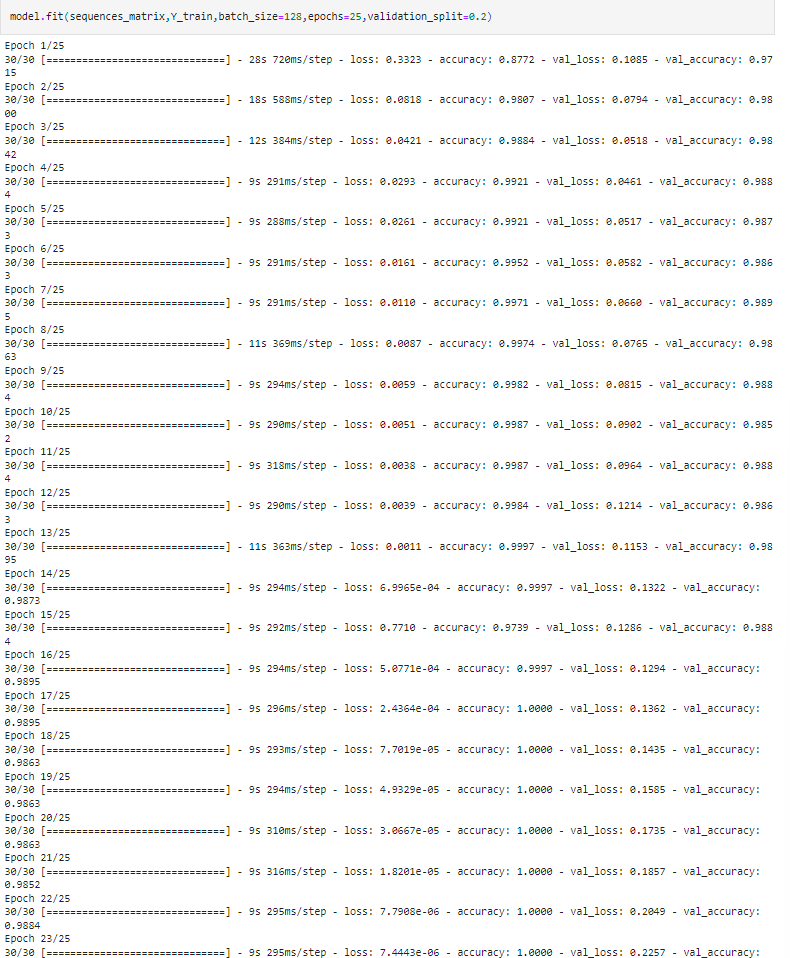 model.fit(sequences_matrix,Y_train,batch_size=128,epochs=25,validation_split=0.2)
Epoch 1/25
30/30 [==============================] - 28s 720ms/step - loss: 0.3323 - accuracy: 0.8772 - val_loss: 0.1085 - val_accuracy: 0.97
15
Epoch 2/25
30/30 [==============================] - 18s 588ms/step - loss: 0.0818 - accuracy: 0.9807 - val_loss: 0.0794 - val_accuracy: 0.98
00
Epoch 3/25
30/30 [==============================] - 12s 384ms/step - loss: 0.0421 - accuracy: 0.9884 - val_loss: 0.0518 - val_accuracy: 0.98
42
Epoch 4/25
30/30 [==============================] - 9s 291ms/step - loss: 0.0293 - accuracy: 0.9921 - val_loss: 0.0461 - val_accuracy: 0.988
4
Epoch 5/25
30/30 [==============================] - 9s 288ms/step - loss: 0.0261 - accuracy: 0.9921 - val_loss: 0.0517 - val_accuracy: 0.987
3
Epoch 6/25
30/30 [==============================] - 9s 291ms/step - loss: 0.0161 - accuracy: 0.9952 - val_loss: 0.0582 - val_accuracy: 0.986
3
Epoch 7/25
30/30 [==============================] - 9s 291ms/step - loss: 0.0110 - accuracy: 0.9971 - val_loss: 0.0660 - val_accuracy: 0.989
5
Epoch 8/25
30/30 [==============================] - 11s 369ms/step - loss: 0.0087 - accuracy: 0.9974 - val_loss: 0.0765 - val_accuracy: 0.98
63
Epoch 9/25
30/30 [==============================] - 9s 294ms/step - loss: 0.0059 - accuracy: 0.9982 - val_loss: 0.0815 - val_accuracy: 0.988
4
Epoch 10/25
30/30 [==============================] - 9s 290ms/step - loss: 0.0051 - accuracy: 0.9987 - val_loss: 0.0902 - val_accuracy: 0.985
2
Epoch 11/25
30/30 [==============================] - 9s 318ms/step - loss: 0.0038 - accuracy: 0.9987 - val_loss: 0.0964 - val_accuracy: 0.988
4
Epoch 12/25
30/30 [==============================] - 9s 290ms/step - loss: 0.0039 - accuracy: 0.9984 - val_loss: 0.1214 - val_accuracy: 0.986
3
Epoch 13/25
30/30 [==============================] - 11s 363ms/step - loss: 0.0011 - accuracy: 0.9997 - val_loss: 0.1153 - val_accuracy: 0.98
95
Epoch 14/25
30/30 [==============================] - 9s 294ms/step - loss: 6.9965e-04 - accuracy: 0.9997 - val_loss: 0.1322 - val_accuracy:
0.9873
Epoch 15/25
30/30 [==============================] - 9s 292ms/step - loss: 0.7710 - accuracy: 0.9739 - val_loss: 0.1286 - val_accuracy: 0.988
4
Epoch 16/25
30/30 [==============================] - 9s 294ms/step - loss: 5.0771e-04 - accuracy: 0.9997 - val_loss: 0.1294 - val_accuracy:
0.9895
Epoch 17/25
30/30 [==============================] - 9s 296ms/step - loss: 2.4364e-04 - accuracy: 1.0000 - val_loss: 0.1362 - val_accuracy:
0.9895
Epoch 18/25
30/30 [==============================] - 9s 293ms/step - loss: 7.7019e-05 - accuracy: 1.0000 - val_loss: 0.1435 - val_accuracy:
0.9863
Epoch 19/25
30/30 [==============================] - 9s 294ms/step - loss: 4.9329e-05 - accuracy: 1.0000 - val_loss: 0.1585 - val_accuracy:
0.9863
Epoch 20/25
30/30 [==============================] - 9s 310ms/step - loss: 3.0667e-05 - accuracy: 1.0000 - val_loss: 0.1735 - val_accuracy:
0.9863
Epoch 21/25
30/30 [==============================] - 9s 316ms/step - loss: 1.8201e-05 - accuracy: 1.0000 - val_loss: 0.1857 - val_accuracy:
0.9852
Epoch 22/25
30/30 [==============================] - 9s 295ms/step - loss: 7.7908e-06 - accuracy: 1.0000 - val_loss: 0.2049 - val_accuracy:
0.9884
Epoch 23/25
30/30 [==============================] - 9s 295ms/step - loss: 7.4443e-06 - accuracy: 1.0000 - val_loss: 0.2257 - val_accuracy: